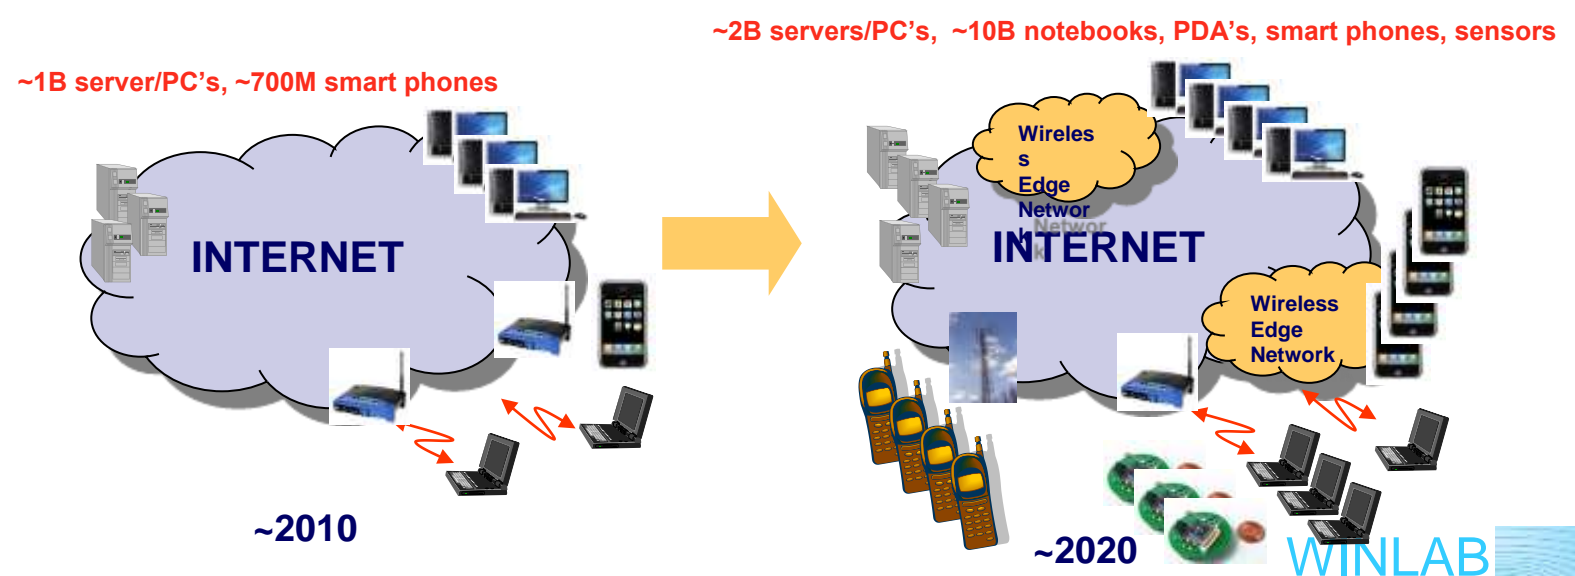 ~2B servers/PC's,  ~10B notebooks, PDA's, smart phones, sensors
~1B server/PC's, ~700M smart phones
INTERNET
~2010
Wireles
s
Edge
Networ
k
INTERNET
Wireless
Edge
Network
~2020
WINLAB